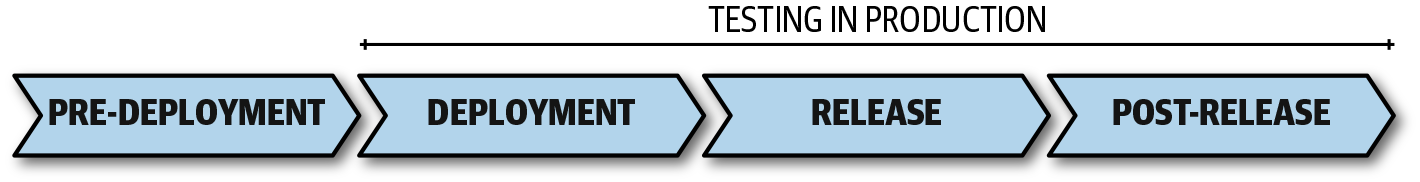 TESTING IN PRODUCTION
PRE-DEPLOYMENT DEPLOYMENT RELEASE POST-RELEASE